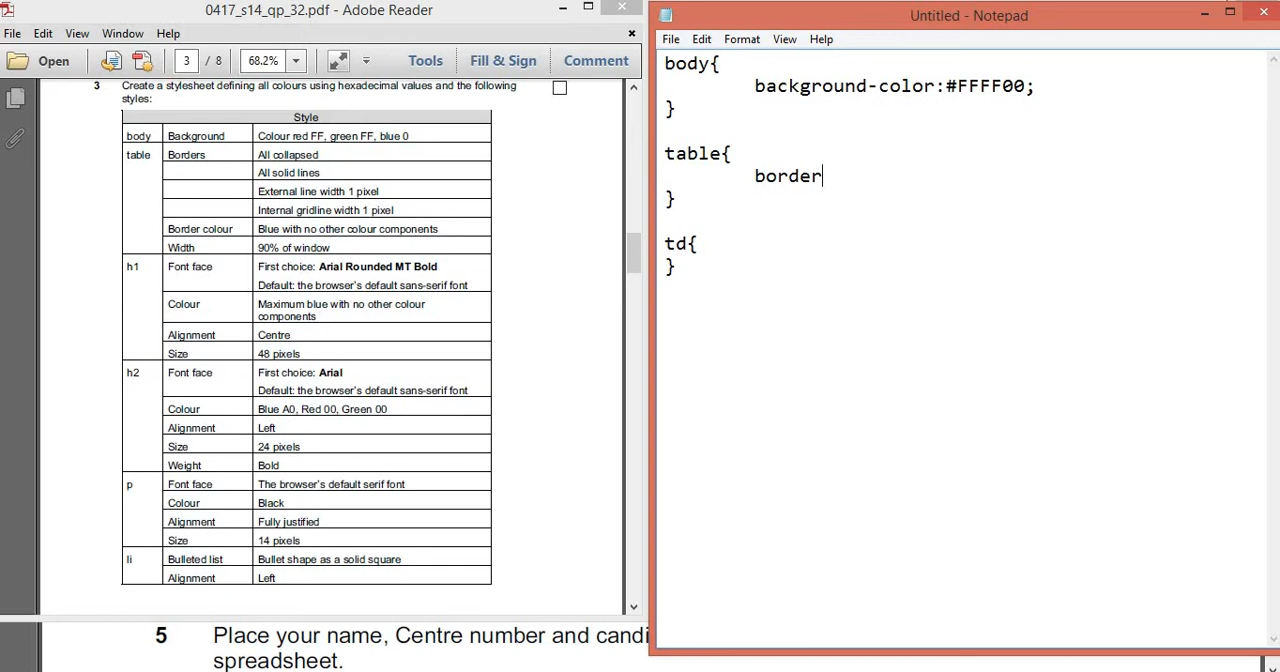 0417_s14_qp_32.pdf - Adobe Reader
File Edit View Window Help
Open 3 / 8 68.2% Tools Fill & Sign Comment
3 Create a stylesheet defining all colours using hexadecimal values and the following
styles:
Style
body Background Colour red FF, green FF, blue 0
table Borders All collapsed
All solid lines
External line width 1 pixel
Internal gridline width 1 pixel
Border colour Blue with no other colour components
Width 90% of window
h1 Font face First choice: Arial Rounded MT Bold
Default: the browser's default sans-serif font
Colour Maximum blue with no other colour
components
Alignment Centre
Size 48 pixels
h2 Font face First choice: Arial
Default: the browser's default sans-serif font
Colour Blue A0, Red 00, Green 00
Alignment Left
Size 24 pixels
Weight Bold
p Font face The browser's default serif font
Colour Black
Alignment Fully justified
Size 14 pixels
li Bulleted list Bullet shape as a solid square
Alignment Left
5 Place your name, Centre number and candi
spreadsheet.
Untitled - Notepad
File Edit Format View Help
body{
background-color:#FFFF00;
}
table{
border
}
td{
}